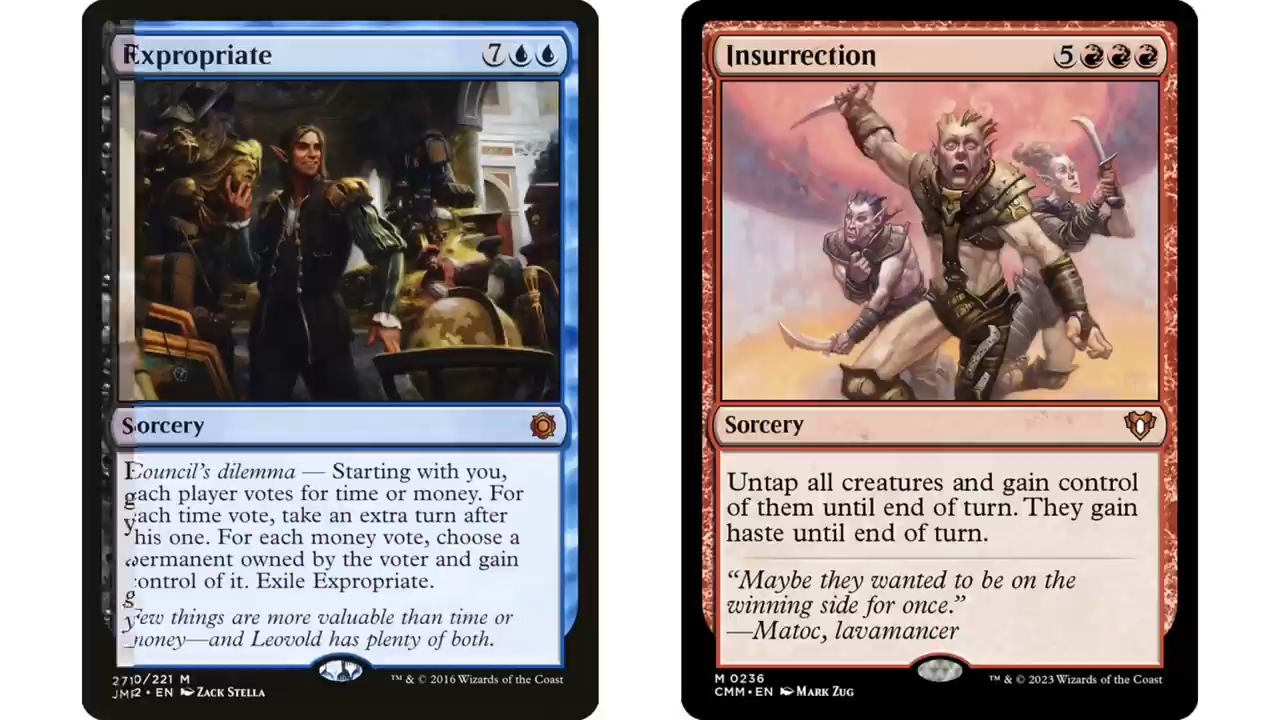 Expropriate
7
Sorcery
Council's dilemma — Starting with you,
each player votes for time or money. For
each time vote, take an extra turn after
this one. For each money vote, choose a
permanent owned by the voter and gain
control of it. Exile Expropriate.
Few things are more valuable than time or
money—and Leovold has plenty of both.
/221 M
• EN ZACK STELLA
™ & © 2016 Wizards of the Coast
Insurrection
5
Sorcery
Untap all creatures and gain control
of them until end of turn. They gain
haste until end of turn.
“Maybe they wanted to be on the
winning side for once.”
—Matoc, lavamancer
M 0236
CMM • EN MARK ZUG
™ & © 2023 Wizards of the Coast